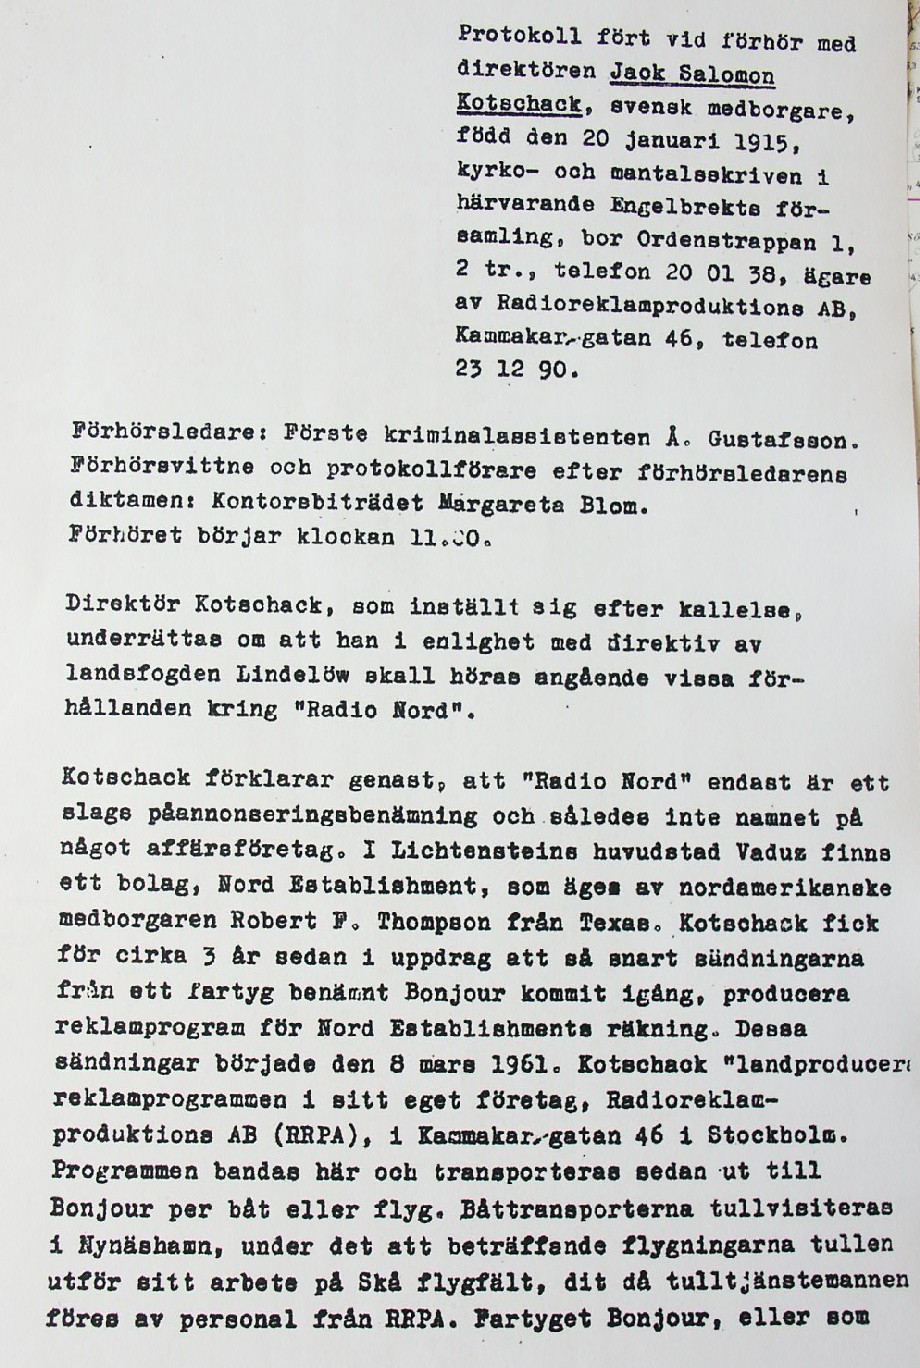 Protokoll fört vid förhör med
direktören Jack Salomon
Kotschack, svensk medborgare,
född den 20 januari 1915,
kyrko- och mantalsskriven i
härvarande Engelbrekts för-
samling, bor Ordenstrappan 1,
2 tr., telefon 20 01 38, ägare
av Radioreklamproduktions AB,
Kammakar-gatan 46, telefon
23 12 90.
Förhörsledare: Förste kriminalassistenten Å. Gustafsson.
Förhörsvittne och protokollförare efter förhörsledarens
diktamen: Kontorsbiträdet Margareta Blom.
Förhöret börjar klockan 11.00.
Direktör Kotschack, som inställt sig efter kallelse,
underrättas om att han i enlighet med direktiv av
landsfogden Lindelöw skall höras angående vissa för-
hållanden kring "Radio Nord".
Kotschack förklarar genast, att "Radio Nord" endast är ett
slags påannonseringsbenämning och således inte namnet på
något affärsföretag. I Lichtensteins huvudstad Vaduz finns
ett bolag, Nord Establishment, som äges av nordamerikanske
medborgaren Robert F. Thompson från Texas. Kotschack fick
för cirka 3 år sedan i uppdrag att så snart sändningarna
från ett fartyg benämnt Bonjour kommit igång, producera
reklamprogram för Nord Establishments räkning. Dessa
sändningar började den 8 mars 1961. Kotschack "landproducer
reklamprogrammen i sitt eget företag, Radioreklam-
produktions AB (RRPA), i Kammakar-gatan 46 i Stockholm.
Programmen bandas här och transporteras sedan ut till
Bonjour per båt eller flyg. Båttransporterna tullvisiteras
i Nynäshamn, under det att beträffande flygningarna tullen
utför sitt arbete på Skå flygfält, dit då tulltjänstemannen
föres av personal från RRPA. Fartyget Bonjour, eller som